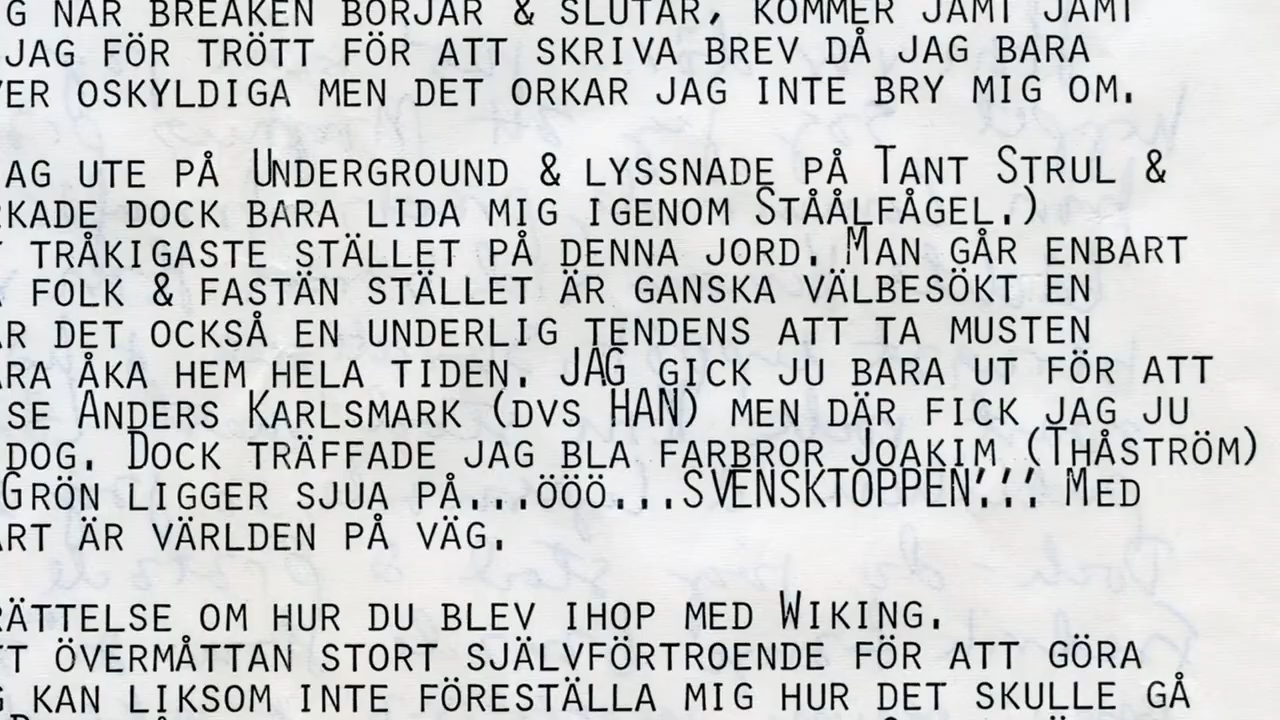 G NÄR BREAKEN BÖRJAR & SLUTAR, KOMMER JÄMT JÄMT
JAG FÖR TRÖTT FÖR ATT SKRIVA BREV DÅ JAG BARA
VER OSKYLDIGA MEN DET ORKAR JAG INTE BRY MIG OM.
AG UTE PÅ UNDERGROUND & LYSSNADE PÅ TANT STRUL &
RKADE DOCK BARA LIDA MIG IGENOM STÅÅLFÅGEL.)
TRÅKIGASTE STÄLLET PÅ DENNA JORD. MAN GÅR ENBART
FOLK & FASTÄN STÄLLET ÄR GANSKA VÄLBESÖKT EN
AR DET OCKSÅ EN UNDERLIG TENDENS ATT TA MUSTEN
ARA ÅKA HEM HELA TIDEN. JAG GICK JU BARA UT FÖR ATT
SE ANDERS KARLSMARK (DVS HAN) MEN DÄR FICK JAG JU
DOG. DOCK TRÄFFADE JAG BLA FARBROR JOAKIM (THÅSTRÖM)
GRÖN LIGGER SJUA PÅ...ÖÖÖ...SVENSKTOPPEN!!! MED
ART ÄR VÄRLDEN PÅ VÄG.
RÄTTELSE OM HUR DU BLEV IHOP MED WIKING.
TT ÖVERMÅTTAN STORT SJÄLVFÖRTROENDE FÖR ATT GÖRA
G KAN LIKSOM INTE FÖRESTÄLLA MIG HUR DET SKULLE GÅ